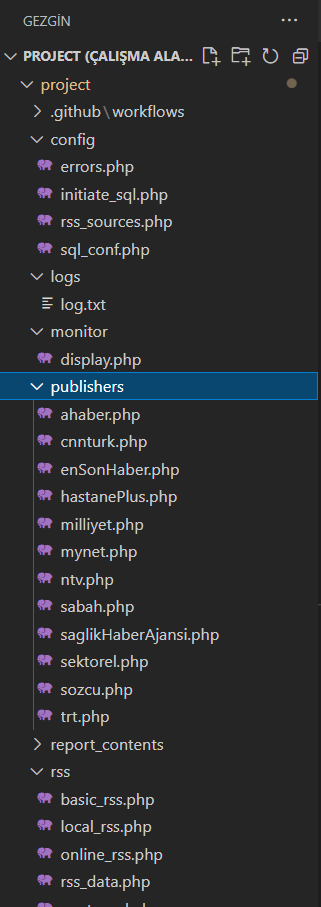 GEZGİN
PROJECT (ÇALIŞMA ALA...
project
.github\workflows
config
errors.php
initiate_sql.php
rss_sources.php
sql_conf.php
logs
log.txt
monitor
display.php
publishers
ahaber.php
cnnturk.php
enSonHaber.php
hastanePlus.php
milliyet.php
mynet.php
ntv.php
sabah.php
saglikHaberAjansi.php
sektorel.php
sozcu.php
trt.php
report_contents
rss
basic_rss.php
local_rss.php
online_rss.php
rss_data.php